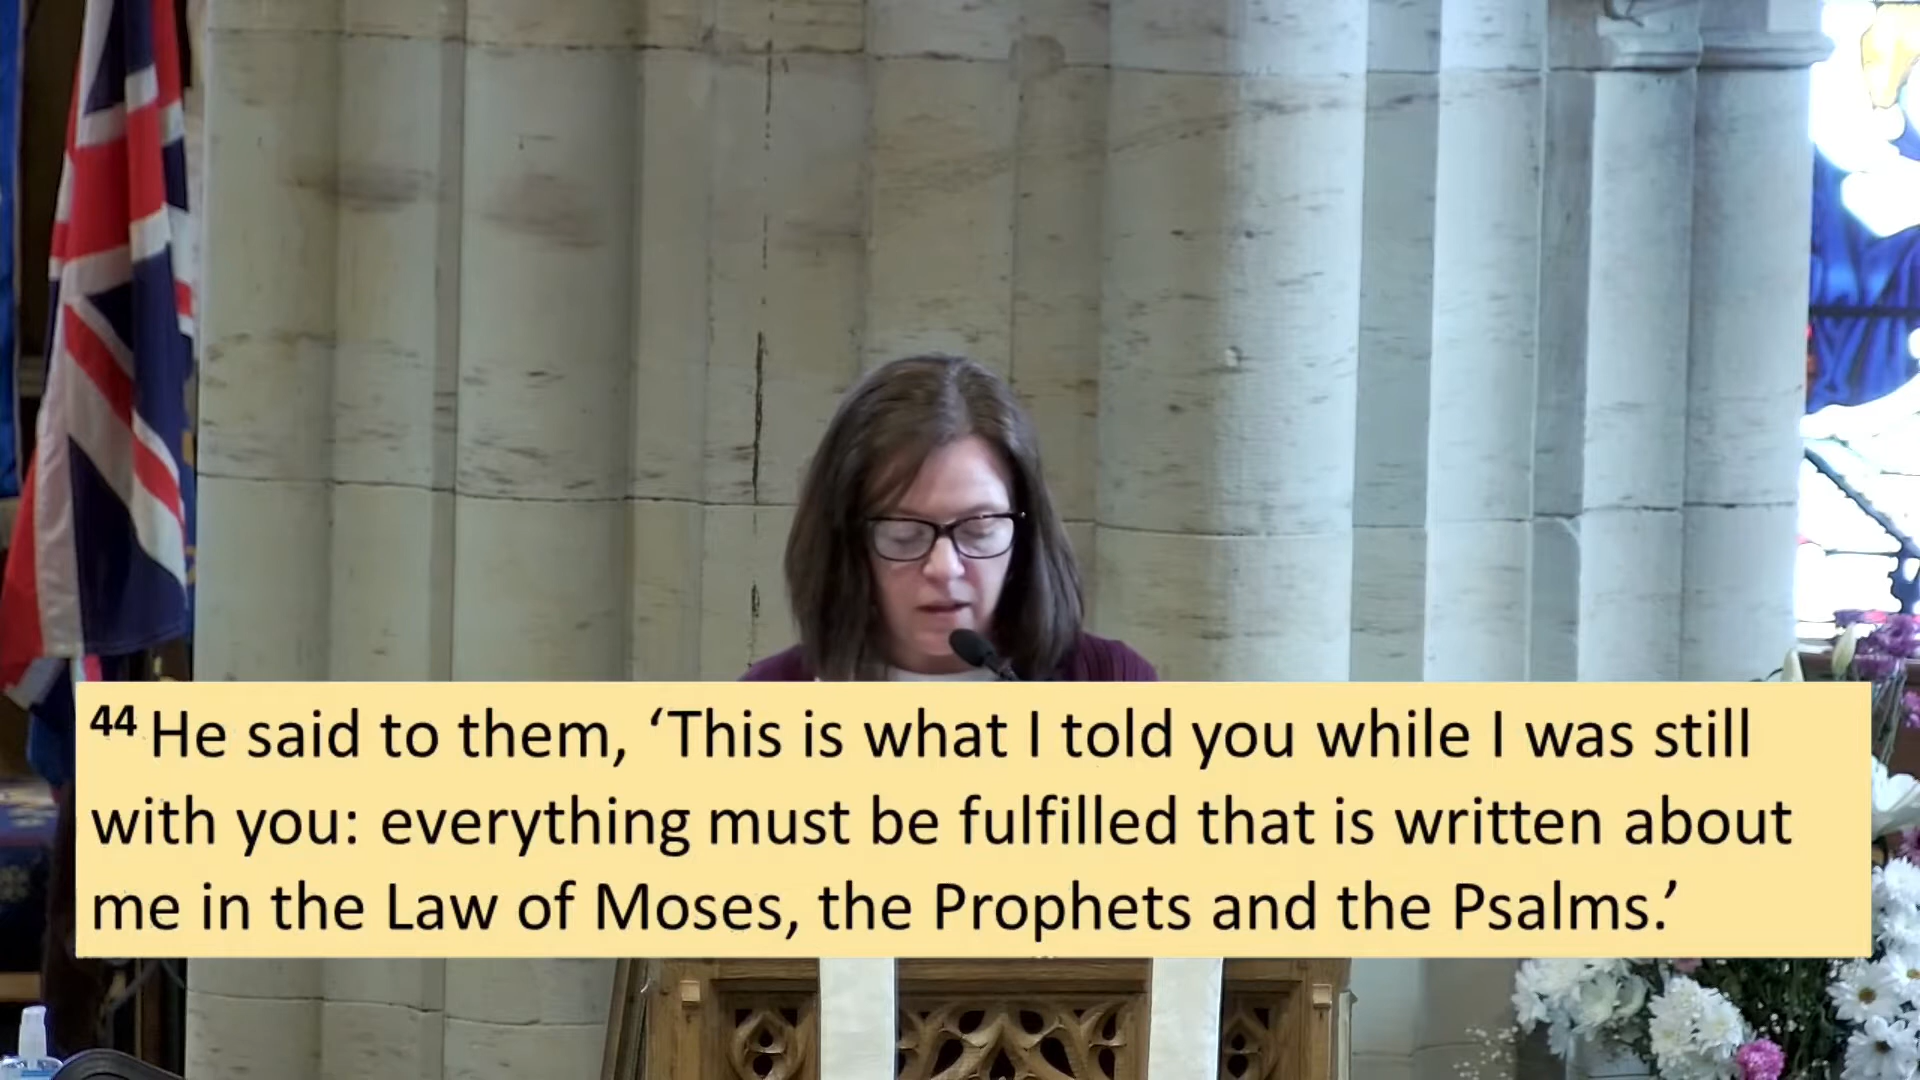 44 He said to them, ‘This is what I told you while I was still
with you: everything must be fulfilled that is written about
me in the Law of Moses, the Prophets and the Psalms.’